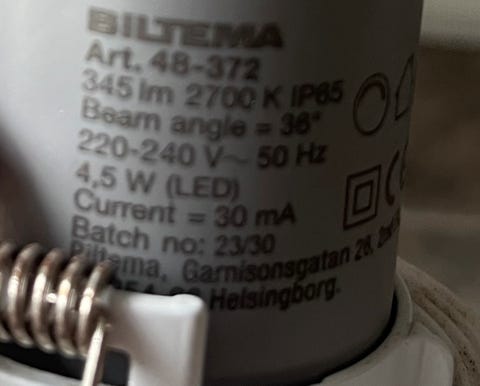 BILTEMA
Art. 48-372
345 lm 2700 K IP65
Beam angle = 36°
220-240 V~ 50 Hz
4,5 W (LED)
Current = 30 mA
Batch no: 23/30
Biltema, Garnisonsgatan 26,
Helsingborg.